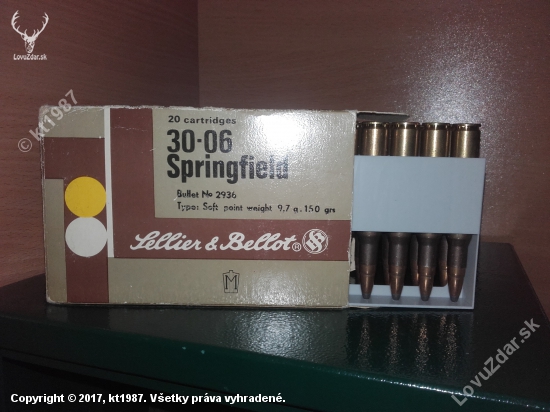 LovuZdar.sk
© kt1987
20 cartridges
30-06
Springfield
Bullet No 2936
Type: Soft point weight 9,7 g.150 grs
Sellier & Bellot ® SB
M
LovuZdar.sk
Copyright © 2017, kt1987. Všetky práva vyhradené.